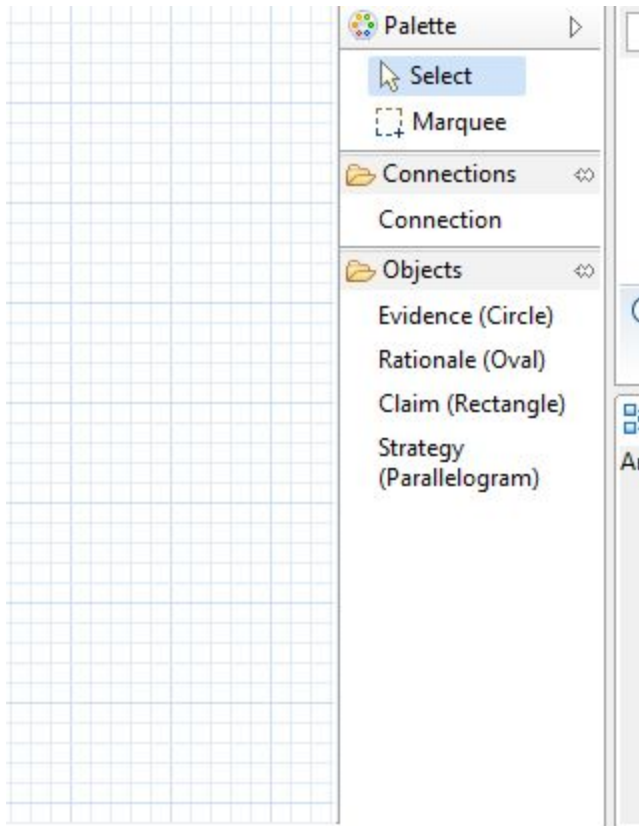 Palette
Select
Marquee
Connections
Connection
Objects
Evidence (Circle)
Rationale (Oval)
Claim (Rectangle)
Strategy
(Parallelogram)